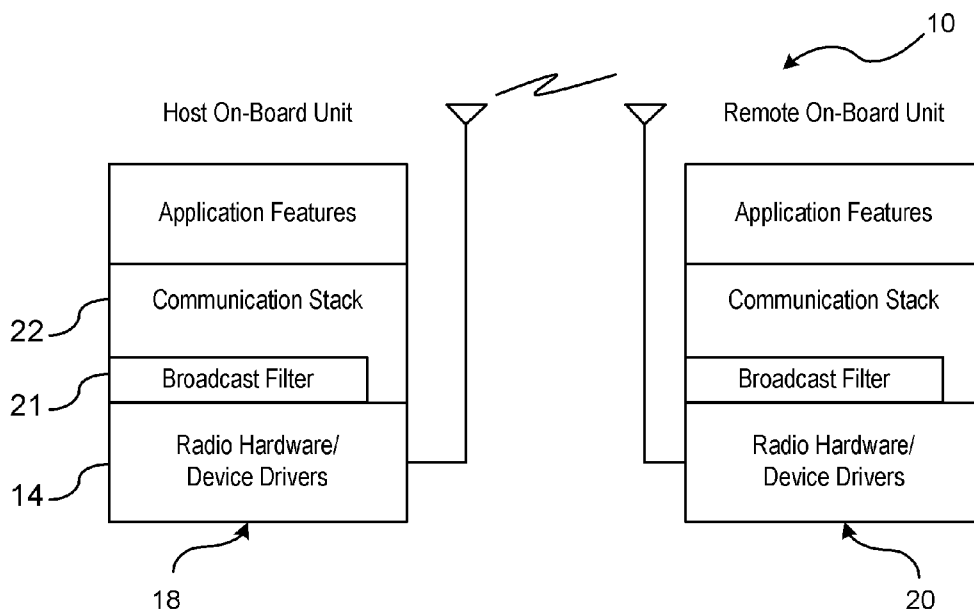 10
Host On-Board Unit
Remote On-Board Unit
Application Features
Application Features
22
Communication Stack
Communication Stack
21
Broadcast Filter
Broadcast Filter
14
Radio Hardware/
Device Drivers
Radio Hardware/
Device Drivers
18
20